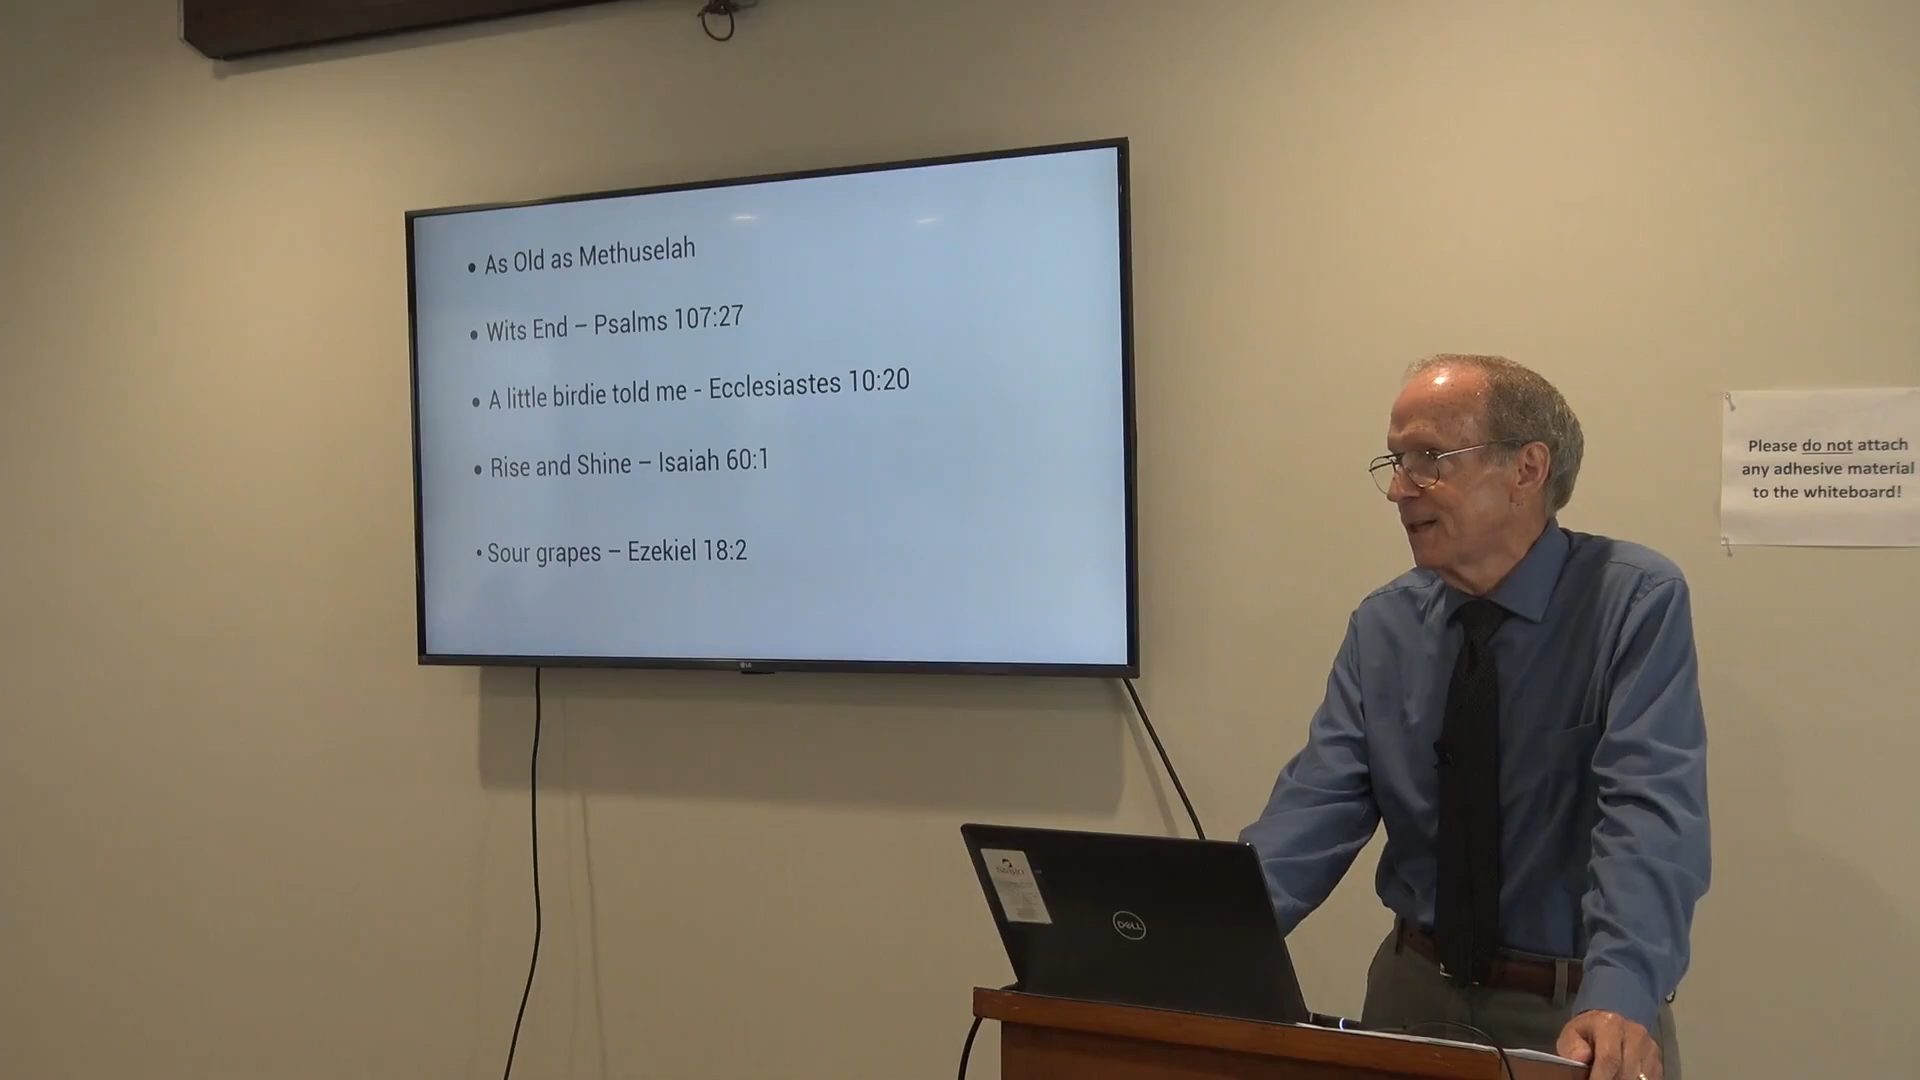 • As Old as Methuselah
• Wits End – Psalms 107:27
• A little birdie told me - Ecclesiastes 10:20
• Rise and Shine – Isaiah 60:1
• Sour grapes – Ezekiel 18:2
LG
Please do not attach
any adhesive material
to the whiteboard!
DELL